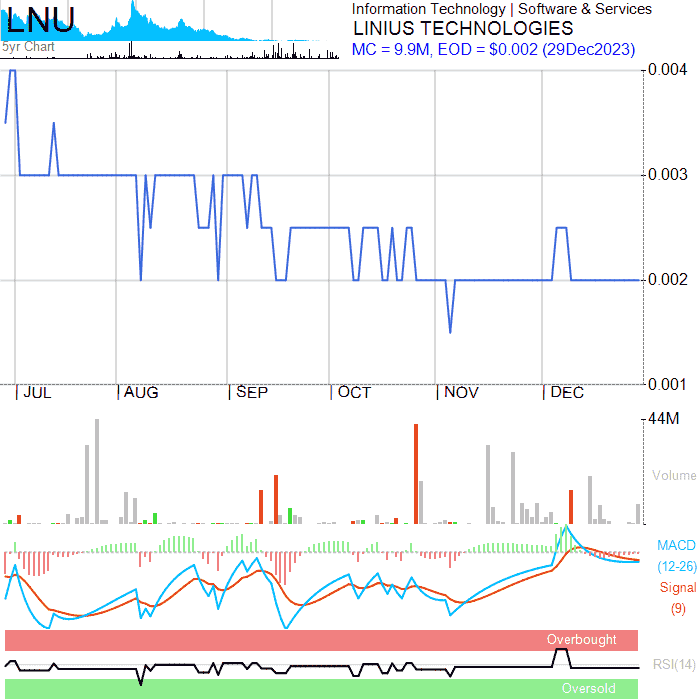 LNU
5yr Chart
Information Technology | Software & Services
LINIUS TECHNOLOGIES
MC = 9.9M, EOD = $0.002 (29Dec2023)
0.004
0.003
0.002
0.001
JUL
AUG
SEP
OCT
NOV
DEC
44M
Volume
MACD
(12-26)
Signal
(9)
Overbought
RSI(14)
Oversold